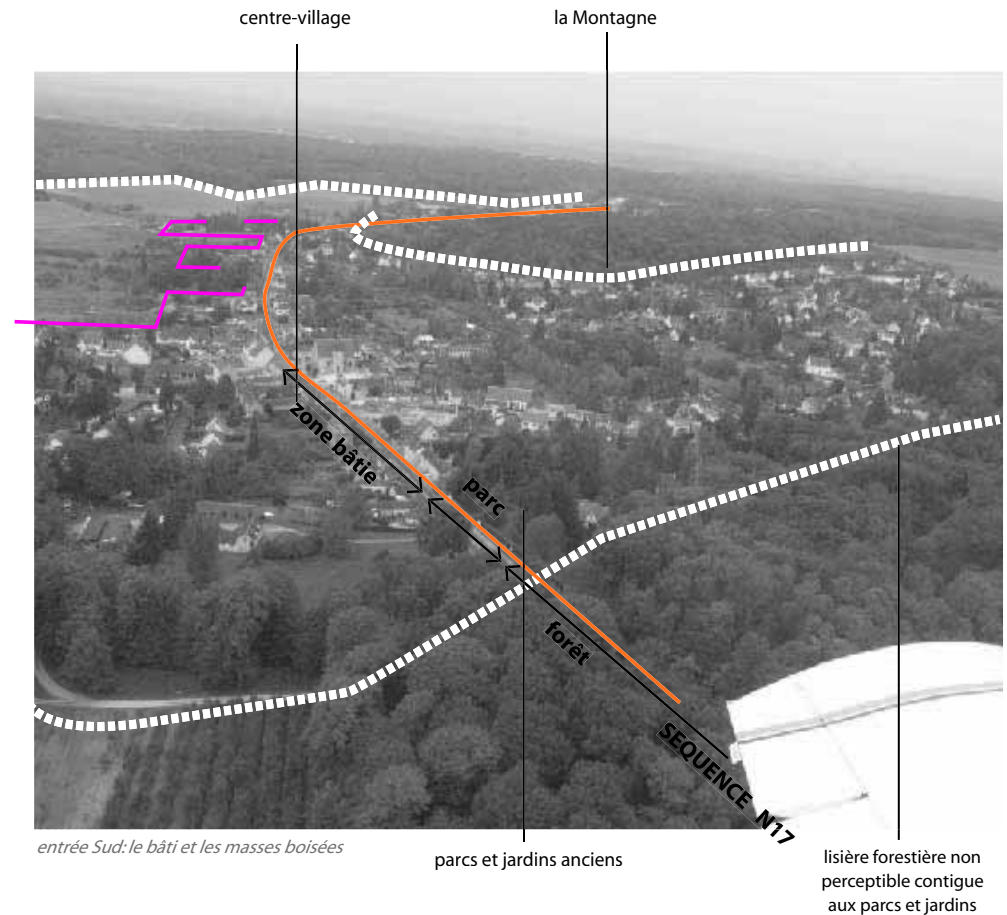 centre-village
la Montagne
zone bâtie
parc
forêt
SEQUENCE N17
entrée Sud: le bâti et les masses boisées
parcs et jardins anciens
lisière forestière non
perceptible contigue
aux parcs et jardins